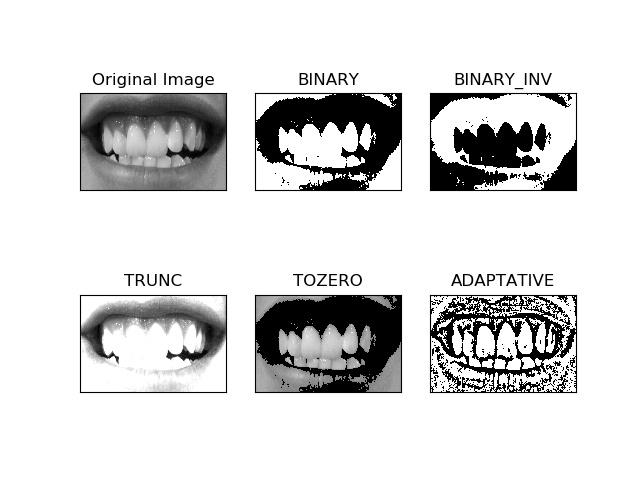 Original Image
BINARY
BINARY_INV
TRUNC
TOZERO
ADAPTATIVE